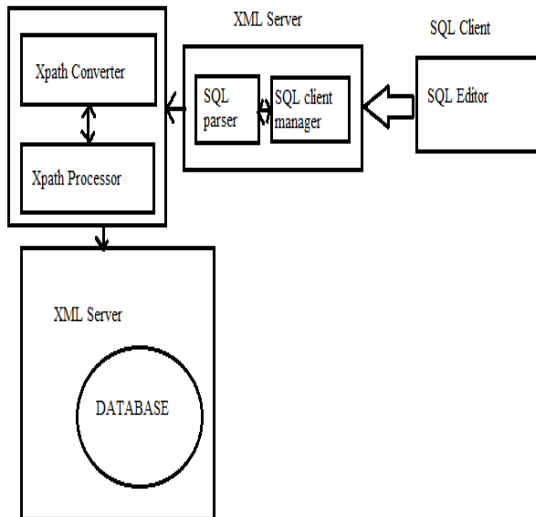 XML Server
SQL Client
Xpath Converter
SQL
parser
SQL client
manager
SQL Editor
Xpath Processor
XML Server
DATABASE